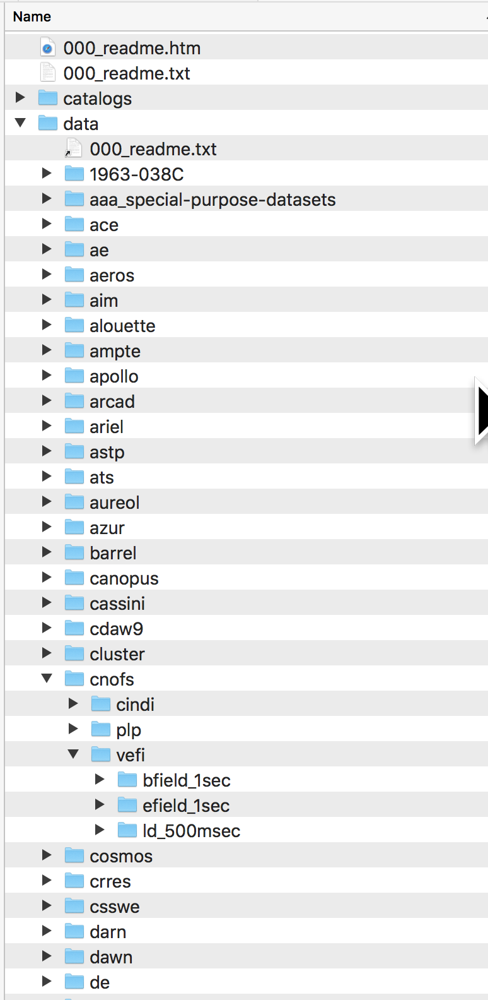 Name
000_readme.htm
000_readme.txt
catalogs
data
000_readme.txt
1963-038C
aaa_special-purpose-datasets
ace
ae
aeros
aim
alouette
ampte
apollo
arcad
ariel
astp
ats
aureol
azur
barrel
canopus
cassini
cdaw9
cluster
cnofs
cindi
plp
vefi
bfield_1sec
efield_1sec
ld_500msec
cosmos
crres
csswe
darn
dawn
de